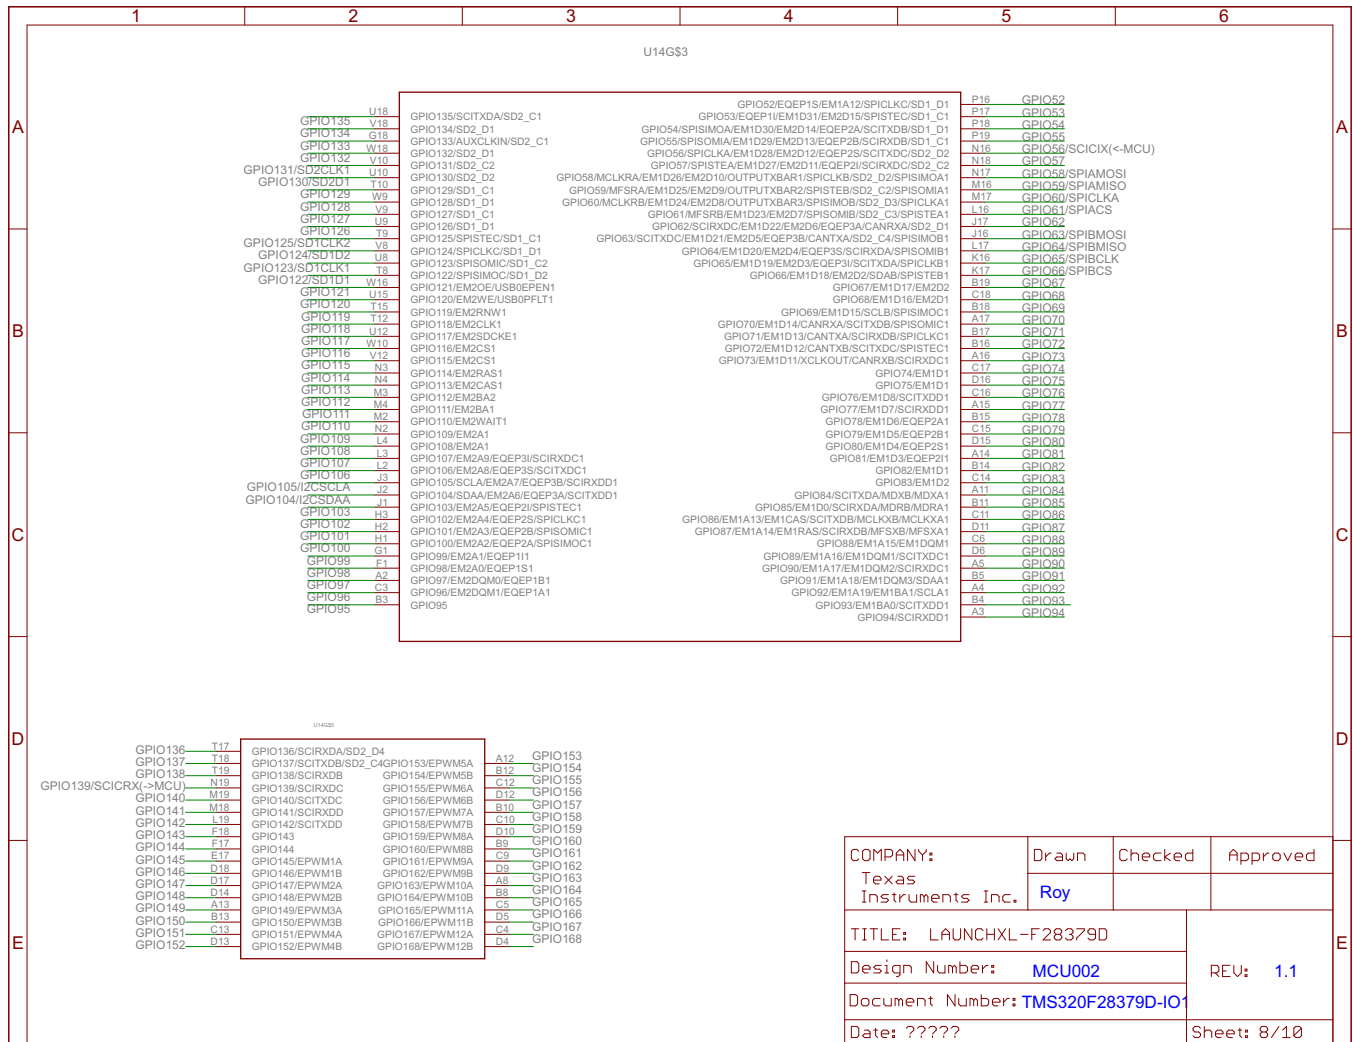 1 2 3 4 5 6
U14G$3
A A
B B
C C
D D
E E
GPIO135 U18 GPIO135/SCITXDA/SD2_C1
GPIO134 V18 GPIO134/SD2_D1
GPIO133 G18 GPIO133/AUXCLKIN/SD2_C1
GPIO132 W18 GPIO132/SD2_D1
GPIO131/SD2CLK1 V10 GPIO131/SD2_C2
GPIO130/SD2D1 U10 GPIO130/SD2_D2
GPIO129 T10 GPIO129/SD1_C1
GPIO128 W9 GPIO128/SD1_D1
GPIO127 V9 GPIO127/SD1_C1
GPIO126 U9 GPIO126/SD1_D1
GPIO125/SD1CLK2 T9 GPIO125/SPISTEC/SD1_C1
GPIO124/SD1D2 V8 GPIO124/SPICLKC/SD1_D1
GPIO123/SD1CLK1 U8 GPIO123/SPISOMIC/SD1_C2
GPIO122/SD1D1 T8 GPIO122/SPISIMOC/SD1_D2
GPIO121 W16 GPIO121/EM2OE/USB0EPEN1
GPIO120 U15 GPIO120/EM2WE/USB0PFLT1
GPIO119 T15 GPIO119/EM2RNW1
GPIO118 T12 GPIO118/EM2CLK1
GPIO117 U12 GPIO117/EM2SDCKE1
GPIO116 W10 GPIO116/EM2CS1
GPIO115 V12 GPIO115/EM2CS1
GPIO114 N3 GPIO114/EM2RAS1
GPIO113 N4 GPIO113/EM2CAS1
GPIO112 M3 GPIO112/EM2BA2
GPIO111 M4 GPIO111/EM2BA1
GPIO110 M2 GPIO110/EM2WAIT1
GPIO109 N2 GPIO109/EM2A1
GPIO108 L4 GPIO108/EM2A1
GPIO107 L3 GPIO107/EM2A9/EQEP3I/SCIRXDC1
GPIO106 L2 GPIO106/EM2A8/EQEP3S/SCITXDC1
GPIO105/I2CSCLA J3 GPIO105/SCLA/EM2A7/EQEP3B/SCIRXDD1
GPIO104/I2CSDAA J2 GPIO104/SDAA/EM2A6/EQEP3A/SCITXDD1
GPIO103 J1 GPIO103/EM2A5/EQEP2I/SPISTEC1
GPIO102 H3 GPIO102/EM2A4/EQEP2S/SPICLKC1
GPIO101 H2 GPIO101/EM2A3/EQEP2B/SPISOMIC1
GPIO100 H1 GPIO100/EM2A2/EQEP2A/SPISIMOC1
GPIO99 G1 GPIO99/EM2A1/EQEP1I1
GPIO98 F1 GPIO98/EM2A0/EQEP1S1
GPIO97 A2 GPIO97/EM2DQM0/EQEP1B1
GPIO96 C3 GPIO96/EM2DQM1/EQEP1A1
GPIO95 B3 GPIO95
GPIO52/EQEP1S/EM1A12/SPICLKC/SD1_D1 P16 GPIO52
GPIO53/EQEP1I/EM1D31/EM2D15/SPISTEC/SD1_C1 P17 GPIO53
GPIO54/SPISIMOA/EM1D30/EM2D14/EQEP2A/SCITXDB/SD1_D1 P18 GPIO54
GPIO55/SPISOMIA/EM1D29/EM2D13/EQEP2B/SCIRXDB/SD1_C1 P19 GPIO55
GPIO56/SPICLKA/EM1D28/EM2D12/EQEP2S/SCITXDC/SD2_D2 N16 GPIO56/SCICIX(<-MCU)
GPIO57/SPISTEA/EM1D27/EM2D11/EQEP2I/SCIRXDC/SD2_C2 N18 GPIO57
GPIO58/MCLKRA/EM1D26/EM2D10/OUTPUTXBAR1/SPICLKB/SD2_D2/SPISIMOA1 N17 GPIO58/SPIAMOSI
GPIO59/MFSRA/EM1D25/EM2D9/OUTPUTXBAR2/SPISTEB/SD2_C2/SPISOMIA1 M16 GPIO59/SPIAMISO
GPIO60/MCLKRB/EM1D24/EM2D8/OUTPUTXBAR3/SPISIMOB/SD2_D3/SPICLKA1 M17 GPIO60/SPICLKA
GPIO61/MFSRB/EM1D23/EM2D7/SPISOMIB/SD2_C3/SPISTEA1 L16 GPIO61/SPIACS
GPIO62/SCIRXDC/EM1D22/EM2D6/EQEP3A/CANRXA/SD2_D1 J17 GPIO62
GPIO63/SCITXDC/EM1D21/EM2D5/EQEP3B/CANTXA/SD2_C4/SPISIMOB1 J16 GPIO63/SPIBMOSI
GPIO64/EM1D20/EM2D4/EQEP3S/SCIRXDA/SPISOMIB1 L17 GPIO64/SPIBMISO
GPIO65/EM1D19/EM2D3/EQEP3I/SCITXDA/SPICLKB1 K16 GPIO65/SPIBCLK
GPIO66/EM1D18/EM2D2/SDAB/SPISTEB1 K17 GPIO66/SPIBCS
GPIO67/EM1D17/EM2D2 B19 GPIO67
GPIO68/EM1D16/EM2D1 C18 GPIO68
GPIO69/EM1D15/SCLB/SPISIMOC1 B18 GPIO69
GPIO70/EM1D14/CANRXA/SCITXDB/SPISOMIC1 A17 GPIO70
GPIO71/EM1D13/CANTXA/SCIRXDB/SPICLKC1 B17 GPIO71
GPIO72/EM1D12/CANTXB/SCITXDC/SPISTEC1 B16 GPIO72
GPIO73/EM1D11/XCLKOUT/CANRXB/SCIRXDC1 A16 GPIO73
GPIO74/EM1D1 C17 GPIO74
GPIO75/EM1D1 D16 GPIO75
GPIO76/EM1D8/SCITXDD1 C16 GPIO76
GPIO77/EM1D7/SCIRXDD1 A15 GPIO77
GPIO78/EM1D6/EQEP2A1 B15 GPIO78
GPIO79/EM1D5/EQEP2B1 C15 GPIO79
GPIO80/EM1D4/EQEP2S1 D15 GPIO80
GPIO81/EM1D3/EQEP2I1 A14 GPIO81
GPIO82/EM1D1 B14 GPIO82
GPIO83/EM1D2 C14 GPIO83
GPIO84/SCITXDA/MDXB/MDXA1 A11 GPIO84
GPIO85/EM1D0/SCIRXDA/MDRB/MDRA1 B11 GPIO85
GPIO86/EM1A13/EM1CAS/SCITXDB/MCLKXB/MCLKXA1 C11 GPIO86
GPIO87/EM1A14/EM1RAS/SCIRXDB/MFSXB/MFSXA1 D11 GPIO87
GPIO88/EM1A15/EM1DQM1 C6 GPIO88
GPIO89/EM1A16/EM1DQM1/SCITXDC1 D6 GPIO89
GPIO90/EM1A17/EM1DQM2/SCIRXDC1 A5 GPIO90
GPIO91/EM1A18/EM1DQM3/SDAA1 B5 GPIO91
GPIO92/EM1A19/EM1BA1/SCLA1 A4 GPIO92
GPIO93/EM1BA0/SCITXDD1 B4 GPIO93
GPIO94/SCIRXDD1 A3 GPIO94
U14G$5
GPIO136 T17 GPIO136/SCIRXDA/SD2_D4
GPIO137 T18 GPIO137/SCITXDB/SD2_C4
GPIO138 T19 GPIO138/SCIRXDB
GPIO139/SCICRX(->MCU) N19 GPIO139/SCIRXDC
GPIO140 M19 GPIO140/SCITXDC
GPIO141 M18 GPIO141/SCIRXDD
GPIO142 L19 GPIO142/SCITXDD
GPIO143 F18 GPIO143
GPIO144 F17 GPIO144
GPIO145 E17 GPIO145/EPWM1A
GPIO146 D18 GPIO146/EPWM1B
GPIO147 D17 GPIO147/EPWM2A
GPIO148 D14 GPIO148/EPWM2B
GPIO149 A13 GPIO149/EPWM3A
GPIO150 B13 GPIO150/EPWM3B
GPIO151 C13 GPIO151/EPWM4A
GPIO152 D13 GPIO152/EPWM4B
GPIO153/EPWM5A A12 GPIO153
GPIO154/EPWM5B B12 GPIO154
GPIO155/EPWM6A C12 GPIO155
GPIO156/EPWM6B D12 GPIO156
GPIO157/EPWM7A B10 GPIO157
GPIO158/EPWM7B C10 GPIO158
GPIO159/EPWM8A D10 GPIO159
GPIO160/EPWM8B B9 GPIO160
GPIO161/EPWM9A C9 GPIO161
GPIO162/EPWM9B D9 GPIO162
GPIO163/EPWM10A A8 GPIO163
GPIO164/EPWM10B B8 GPIO164
GPIO165/EPWM11A C5 GPIO165
GPIO166/EPWM11B D5 GPIO166
GPIO167/EPWM12A C4 GPIO167
GPIO168/EPWM12B D4 GPIO168
COMPANY: Drawn Checked Approved
Texas
Instruments Inc. Roy
TITLE: LAUNCHXL-F28379D
Design Number: MCU002 REV: 1.1
Document Number: TMS320F28379D-IO1
Date: ????? Sheet: 8/10